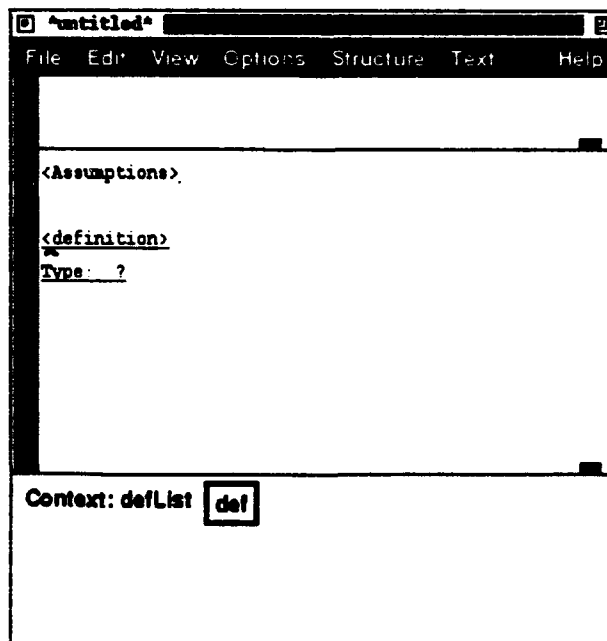 *untitled*
File Edit View Options Structure Text Help
<Assumptions>
<definition>
Type: ?
Context: defList def